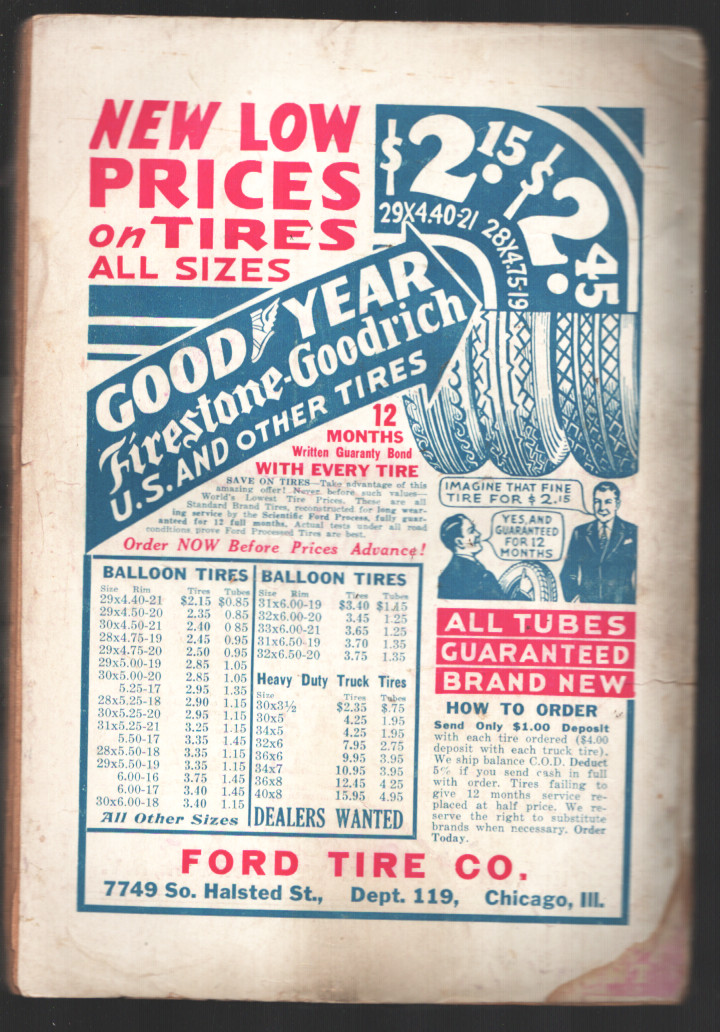 NEW LOW
PRICES
on TIRES
ALL SIZES
$2.15
29X4.40-21
$2.45
28X4.75-19
GOOD YEAR
Firestone-Goodrich
U.S. AND OTHER TIRES
12
MONTHS
Written Guaranty Bond
WITH EVERY TIRE
SAVE ON TIRES—Take advantage of this
amazing offer! Never before such values—
World's Lowest Tire Prices. These are all
Standard Brand Tires, reconstructed for long wear-
ing service by the Scientific Ford Process, fully guar-
anteed for 12 full months. Actual tests under all road
conditions prove Ford Processed Tires are best.
Order NOW Before Prices Advance!
IMAGINE THAT FINE
TIRE FOR $2.15
YES, AND
GUARANTEED
FOR 12
MONTHS
BALLOON TIRES
Size Rim Tires Tubes
29x4.40-21 $2.15 $0.85
29x4.50-20 2.35 0.85
30x4.50-21 2.40 0.85
28x4.75-19 2.45 0.95
29x4.75-20 2.50 0.95
29x5.00-19 2.85 1.05
30x5.00-20 2.85 1.05
5.25-17 2.95 1.35
28x5.25-18 2.90 1.15
30x5.25-20 2.95 1.15
31x5.25-21 3.25 1.15
5.50-17 3.35 1.45
28x5.50-18 3.35 1.15
29x5.50-19 3.35 1.15
6.00-16 3.75 1.45
6.00-17 3.40 1.45
30x6.00-18 3.40 1.15
All Other Sizes
BALLOON TIRES
Size Rim Tires Tubes
31x6.00-19 $3.40 $1.15
32x6.00-20 3.45 1.25
33x6.00-21 3.65 1.25
31x6.50-19 3.70 1.35
32x6.50-20 3.75 1.35
Heavy Duty Truck Tires
Size Tires Tubes
30x3½ $2.35 $.75
30x5 4.25 1.95
34x5 4.25 1.95
32x6 7.95 2.75
36x6 9.95 3.95
34x7 10.95 3.95
36x8 12.45 4.25
40x8 15.95 4.95
DEALERS WANTED
ALL TUBES
GUARANTEED
BRAND NEW
HOW TO ORDER
Send Only $1.00 Deposit
with each tire ordered ($4.00
deposit with each truck tire).
We ship balance C.O.D. Deduct
5% if you send cash in full
with order. Tires failing to
give 12 months service re-
placed at half price. We re-
serve the right to substitute
brands when necessary. Order
Today.
FORD TIRE CO.
7749 So. Halsted St., Dept. 119, Chicago, Ill.